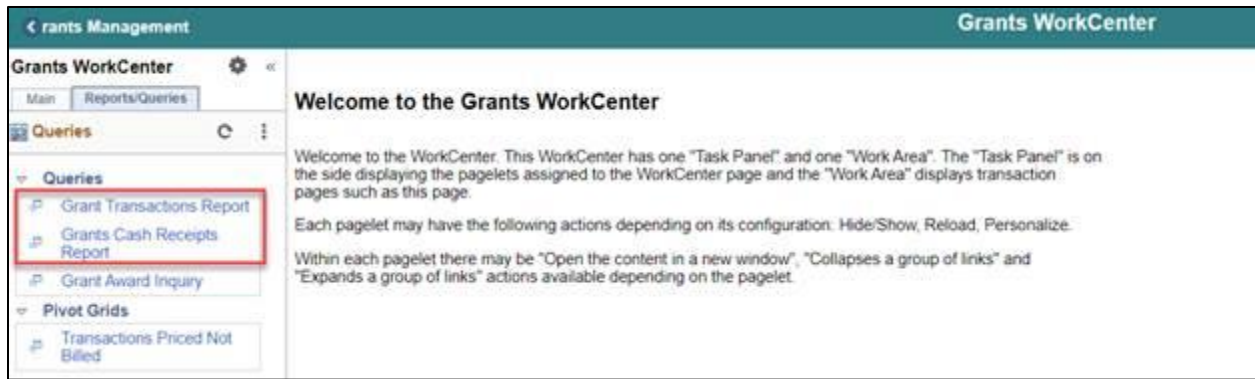 rants Management
Grants WorkCenter
Grants WorkCenter
Main
Reports/Queries
Queries
Queries
Grant Transactions Report
Grants Cash Receipts
Report
Grant Award Inquiry
Pivot Grids
Transactions Priced Not
Billed
Welcome to the Grants WorkCenter
Welcome to the WorkCenter. This WorkCenter has one "Task Panel" and one "Work Area". The "Task Panel" is on
the side displaying the pagelets assigned to the WorkCenter page and the "Work Area" displays transaction
pages such as this page.
Each pagelet may have the following actions depending on its configuration: Hide/Show, Reload, Personalize.
Within each pagelet there may be "Open the content in a new window", "Collapses a group of links" and
"Expands a group of links" actions available depending on the pagelet.